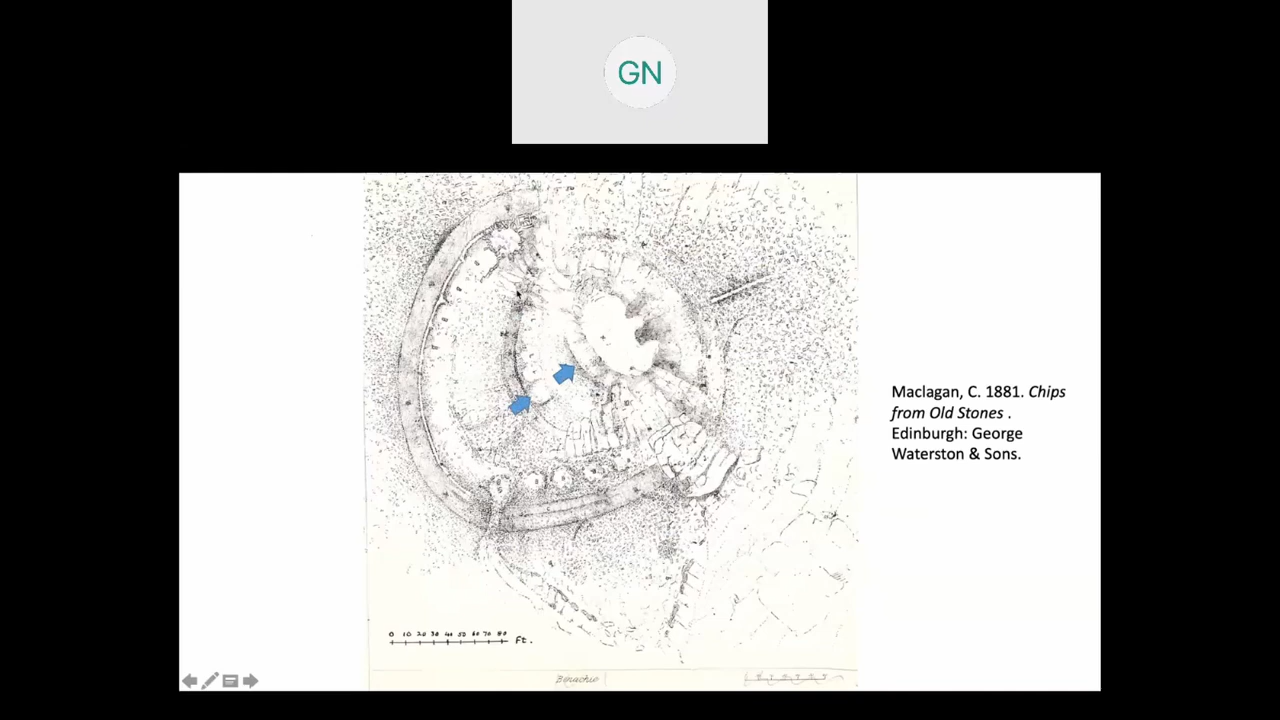 GN
Maclagan, C. 1881. Chips
from Old Stones .
Edinburgh: George
Waterston & Sons.
0 10 20 30 40 50 60 70 80 Ft.